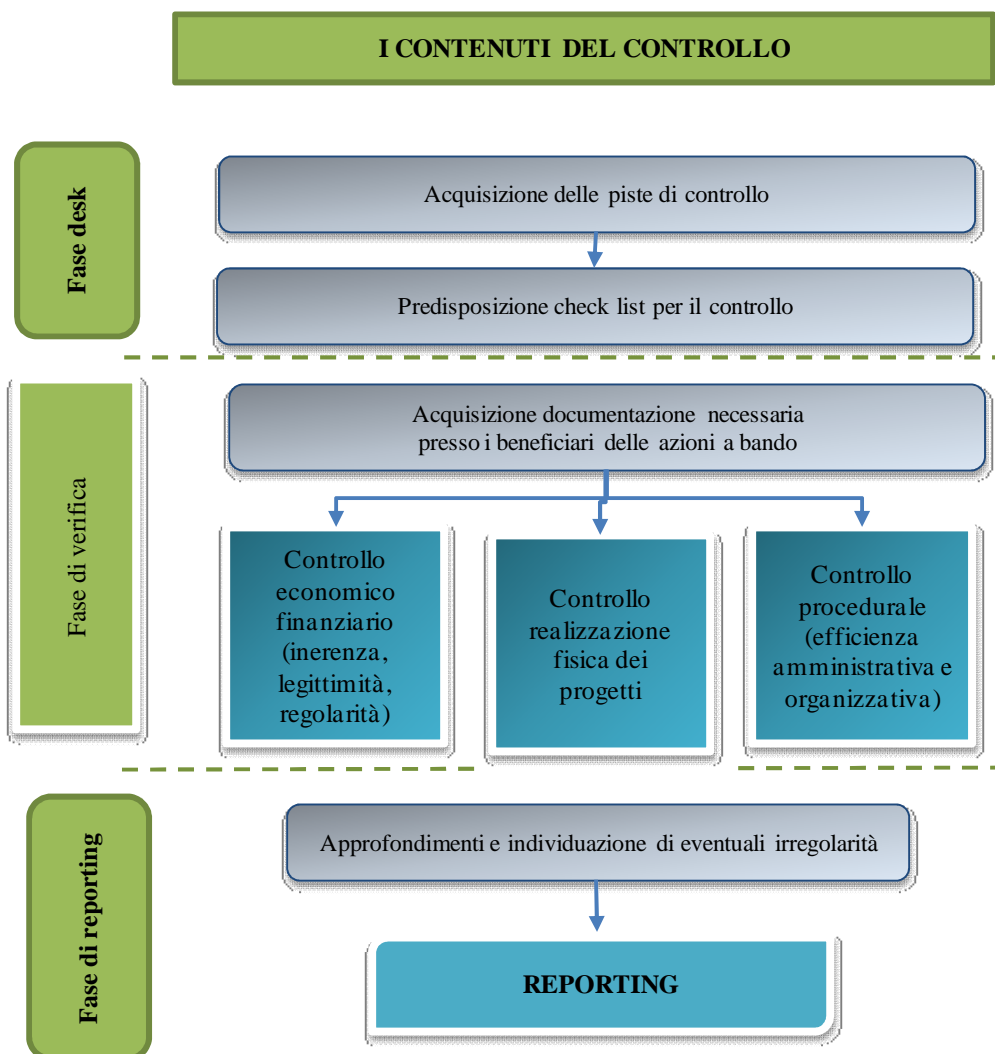 I CONTENUTI DEL CONTROLLO
Fase desk
Acquisizione delle piste di controllo
Predisposizione check list per il controllo
Fase di verifica
Acquisizione documentazione necessaria
presso i beneficiari delle azioni a bando
Controllo
economico
finanziario
(inerenza,
legittimità,
regolarità)
Controllo
realizzazione
fisica dei
progetti
Controllo
procedurale
(efficienza
amministrativa e
organizzativa)
Fase di reporting
Approfondimenti e individuazione di eventuali irregolarità
REPORTING